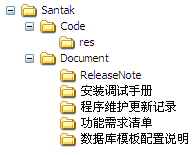 Santak
Code
res
Document
ReleaseNote
安装调试手册
程序维护更新记录
功能需求清单
数据库模板配置说明